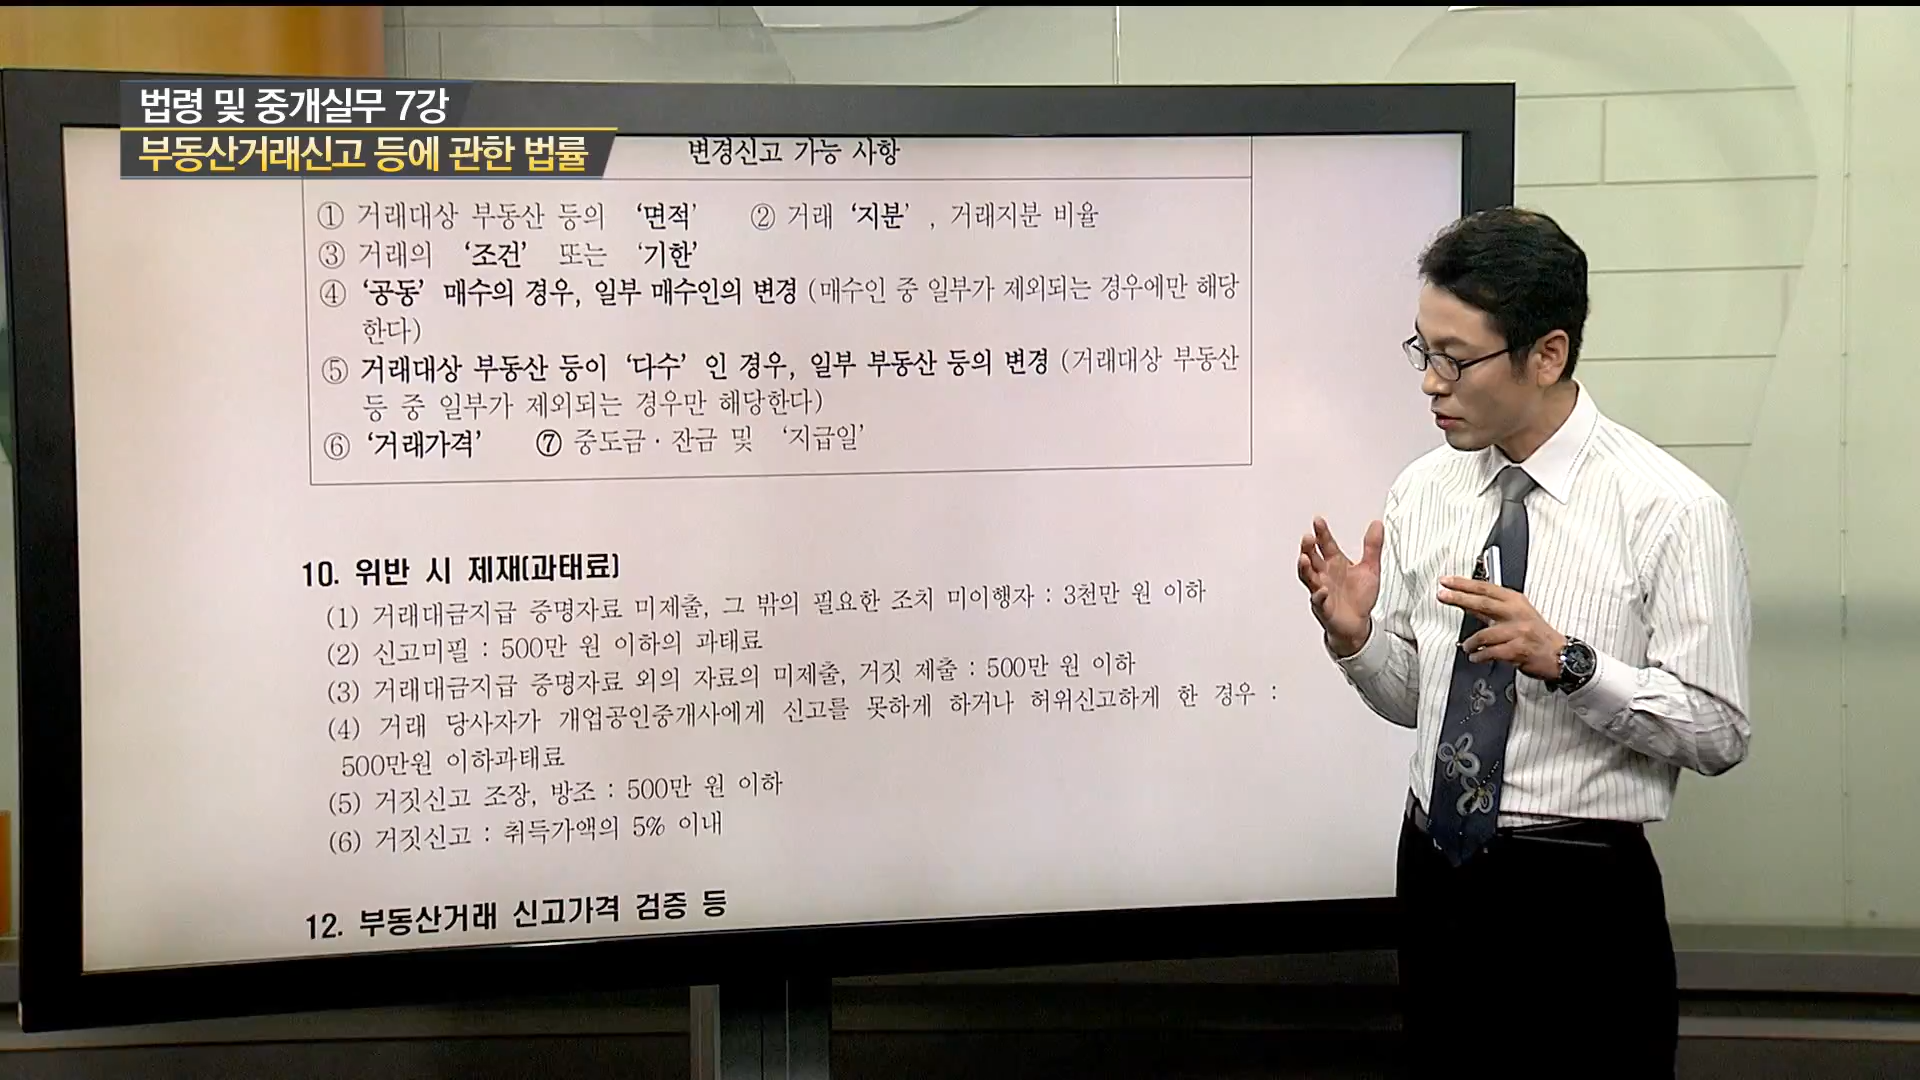 법령 및 중개실무 7강
부동산거래신고 등에 관한 법률
변경신고 가능 사항
① 거래대상 부동산 등의 ‘면적’ ② 거래 ‘지분’ , 거래지분 비율
③ 거래의 ‘조건’ 또는 ‘기한’
④ ‘공동’ 매수의 경우, 일부 매수인의 변경 (매수인 중 일부가 제외되는 경우에만 해당
한다)
⑤ 거래대상 부동산 등이 ‘다수’ 인 경우, 일부 부동산 등의 변경 (거래대상 부동산
등 중 일부가 제외되는 경우만 해당한다)
⑥ ‘거래가격’ ⑦ 중도금·잔금 및 ‘지급일’
10. 위반 시 제재(과태료)
(1) 거래대금지급 증명자료 미제출, 그 밖의 필요한 조치 미이행자 : 3천만 원 이하
(2) 신고미필 : 500만 원 이하의 과태료
(3) 거래대금지급 증명자료 외의 자료의 미제출, 거짓 제출 : 500만 원 이하
(4) 거래 당사자가 개업공인중개사에게 신고를 못하게 하거나 허위신고하게 한 경우 :
500만원 이하과태료
(5) 거짓신고 조장, 방조 : 500만 원 이하
(6) 거짓신고 : 취득가액의 5% 이내
12. 부동산거래 신고가격 검증 등